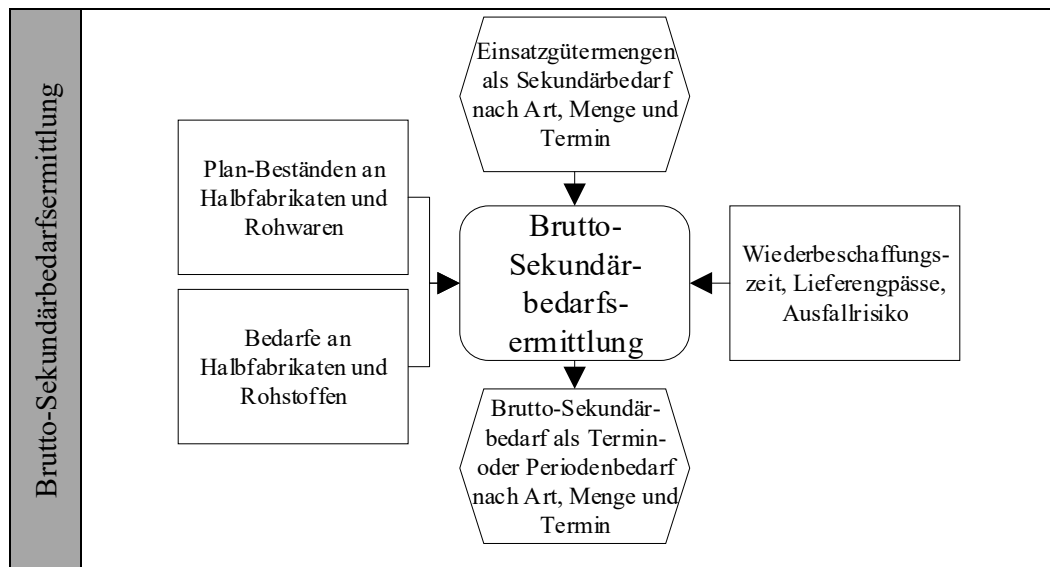 Brutto-Sekundärbedarfsermittlung
Einsatzgütermengen
als Sekundärbedarf
nach Art, Menge und
Termin
Plan-Beständen an
Halbfabrikaten und
Rohwaren
Brutto-
Sekundär-
bedarfs-
ermittlung
Wiederbeschaffungs-
zeit, Lieferengpässe,
Ausfallrisiko
Bedarfe an
Halbfabrikaten und
Rohstoffen
Brutto-Sekundär-
bedarf als Termin-
oder Periodenbedarf
nach Art, Menge und
Termin